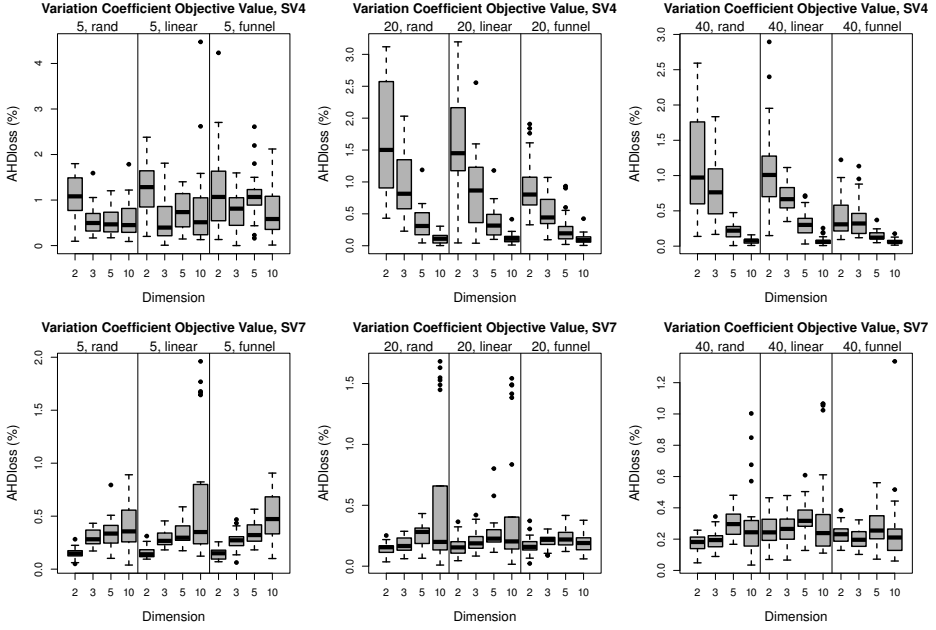 Variation Coefficient Objective Value, SV4
5, rand 5, linear 5, funnel
AHDloss (%)
4
3
2
1
0
2 3 5 10 2 3 5 10 2 3 5 10
Dimension
Variation Coefficient Objective Value, SV4
20, rand 20, linear 20, funnel
AHDloss (%)
3.0
2.5
2.0
1.5
1.0
0.5
0.0
2 3 5 10 2 3 5 10 2 3 5 10
Dimension
Variation Coefficient Objective Value, SV4
40, rand 40, linear 40, funnel
AHDloss (%)
3.0
2.5
2.0
1.5
1.0
0.5
0.0
2 3 5 10 2 3 5 10 2 3 5 10
Dimension
Variation Coefficient Objective Value, SV7
5, rand 5, linear 5, funnel
AHDloss (%)
2.0
1.5
1.0
0.5
0.0
2 3 5 10 2 3 5 10 2 3 5 10
Dimension
Variation Coefficient Objective Value, SV7
20, rand 20, linear 20, funnel
AHDloss (%)
1.5
1.0
0.5
0.0
2 3 5 10 2 3 5 10 2 3 5 10
Dimension
Variation Coefficient Objective Value, SV7
40, rand 40, linear 40, funnel
AHDloss (%)
1.2
1.0
0.8
0.6
0.4
0.2
0.0
2 3 5 10 2 3 5 10 2 3 5 10
Dimension